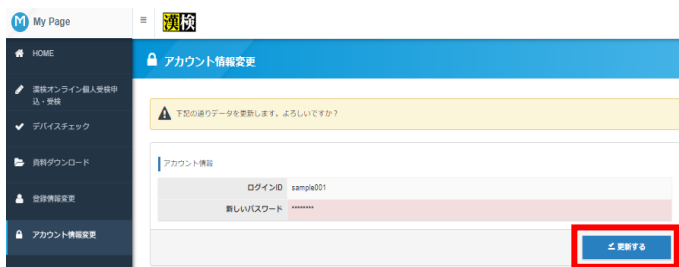 M My Page
≡ 漢検
HOME
アカウント情報変更
漢検オンライン個人受検申
込・受検
下記の通りデータを更新します。よろしいですか？
デバイスチェック
資料ダウンロード
アカウント情報
ログインID sample001
登録情報変更
新しいパスワード ********
アカウント情報変更
更新する